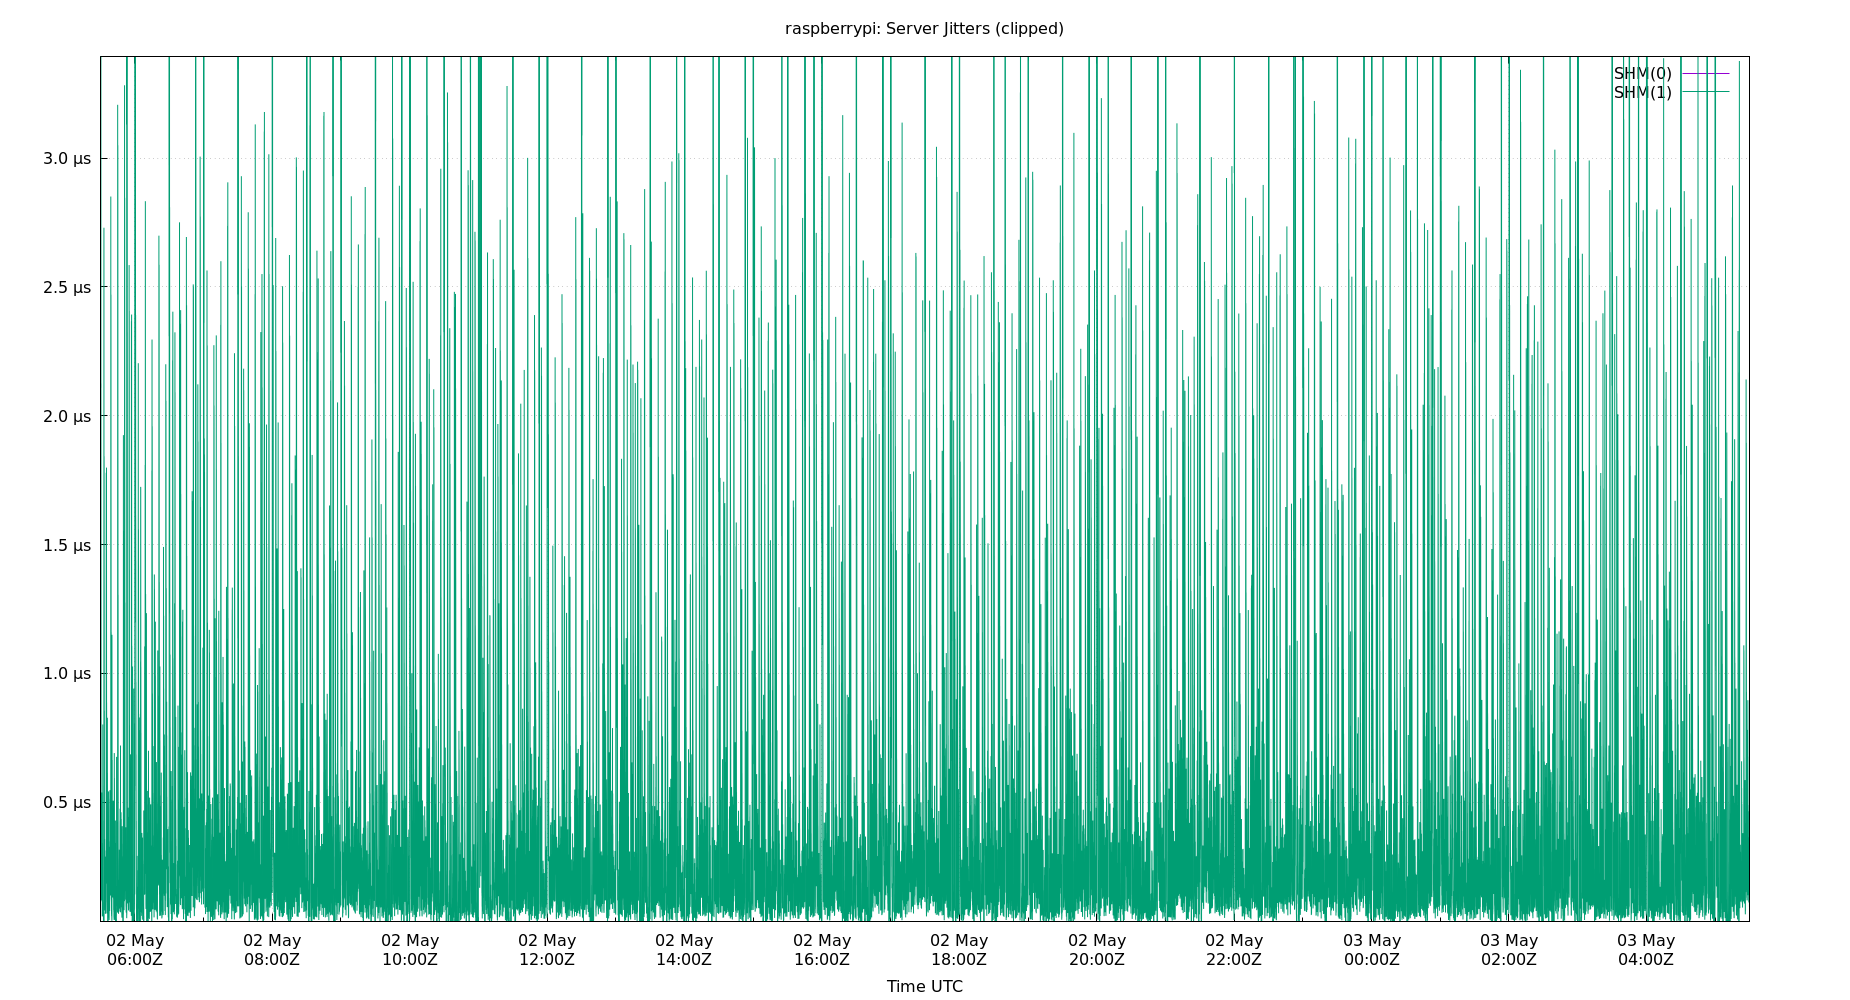 raspberrypi: Server Jitters (clipped)
SHM(0)
SHM(1)
3.0 µs
2.5 µs
2.0 µs
1.5 µs
1.0 µs
0.5 µs
02 May 02 May 02 May 02 May 02 May 02 May 02 May 02 May 02 May 03 May 03 May 03 May
06:00Z 08:00Z 10:00Z 12:00Z 14:00Z 16:00Z 18:00Z 20:00Z 22:00Z 00:00Z 02:00Z 04:00Z
Time UTC